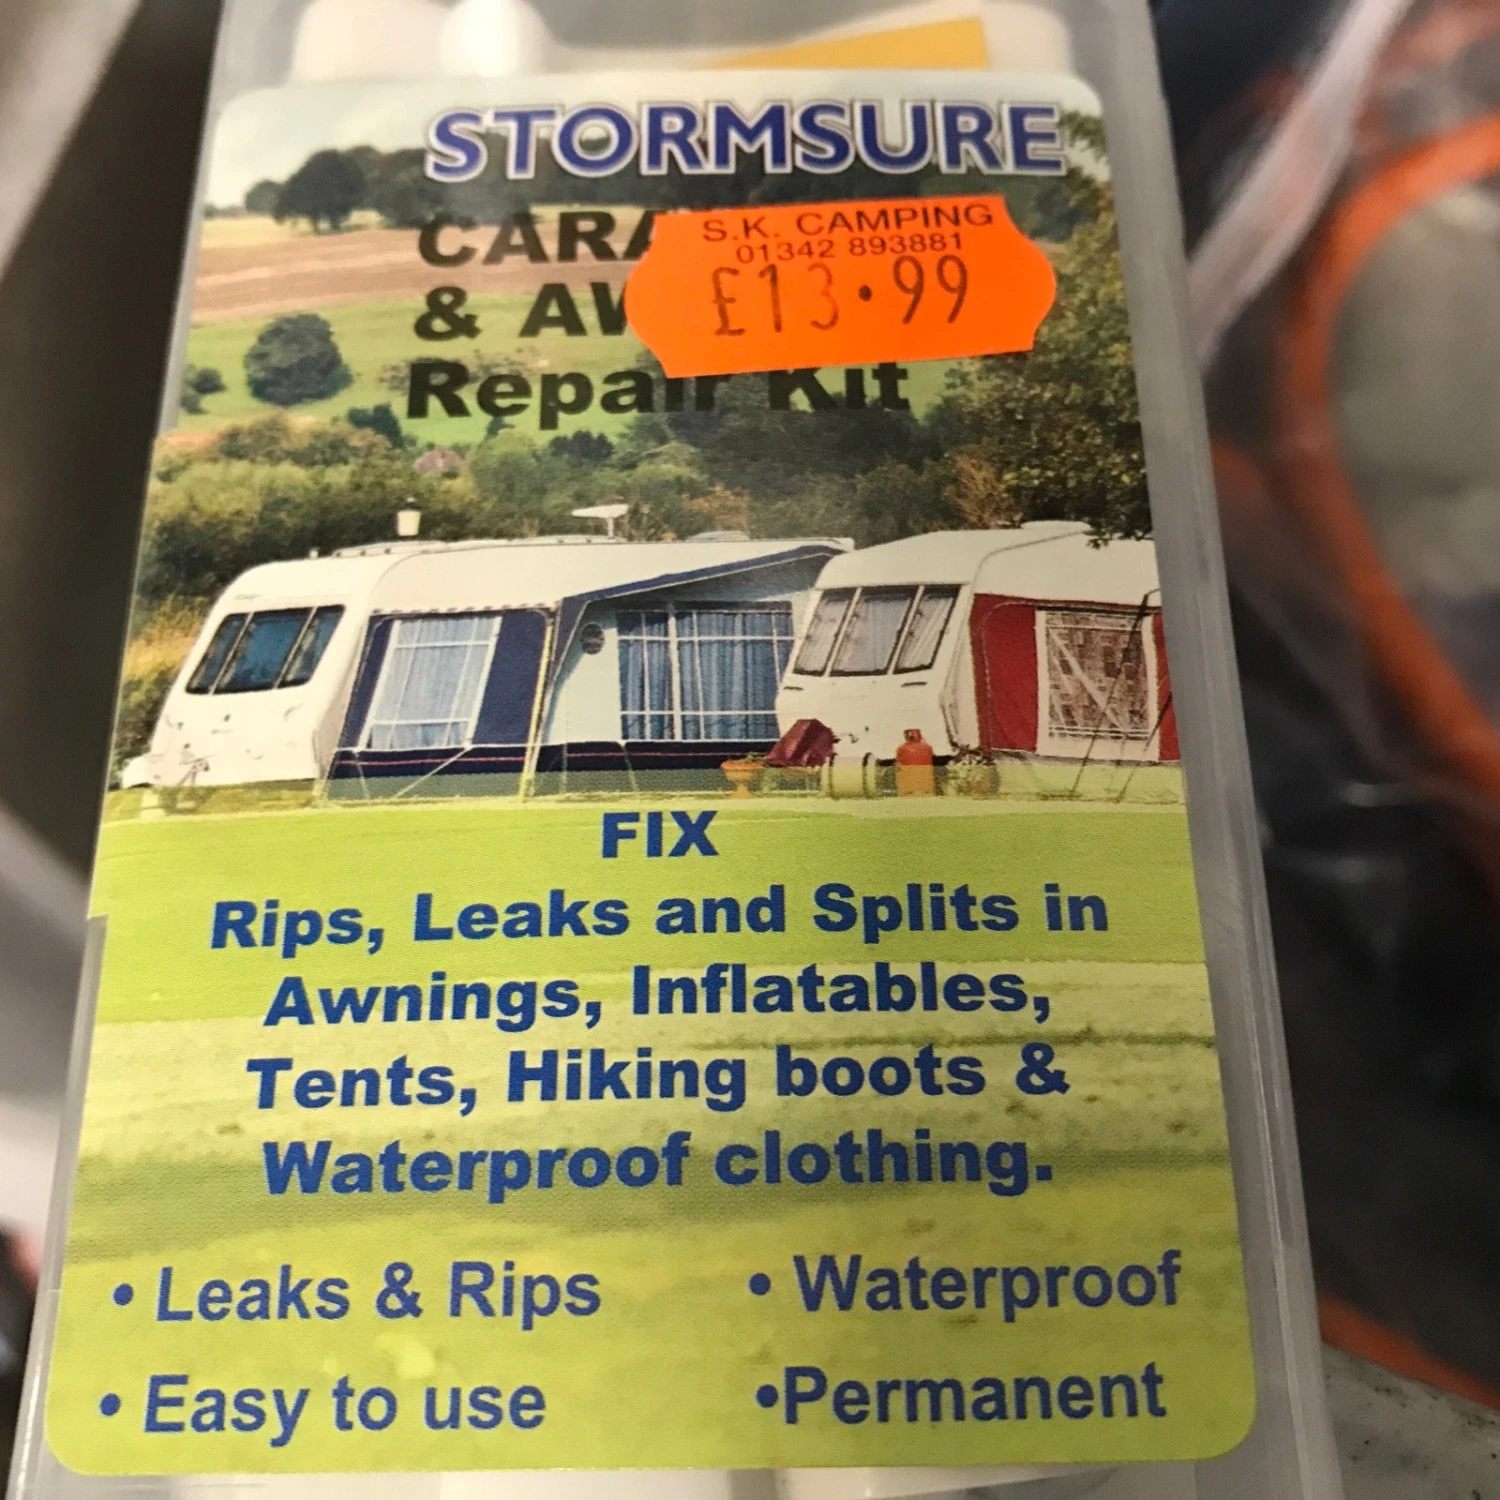 STORMSURE
S.K. CAMPING
01342 893881
£13.99
CARA
& AW
Repair Kit
FIX
Rips, Leaks and Splits in
Awnings, Inflatables,
Tents, Hiking boots &
Waterproof clothing.
• Leaks & Rips
• Waterproof
• Easy to use
•Permanent